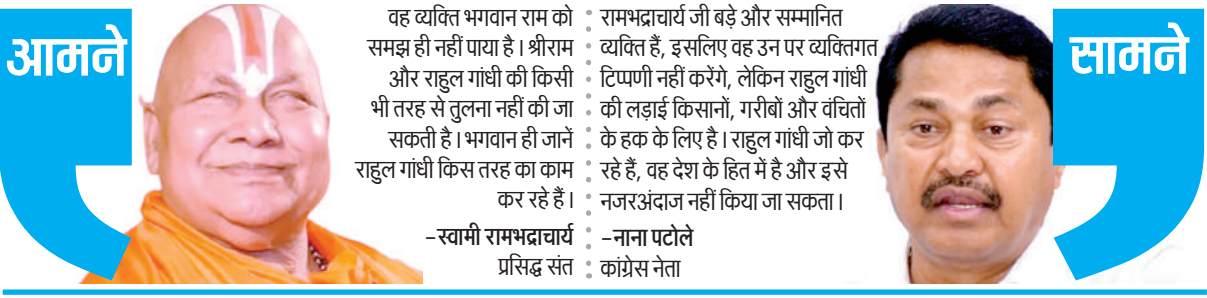 आमने
वह व्यक्ति भगवान राम को
समझ ही नहीं पाया है। श्रीराम
और राहुल गांधी की किसी
भी तरह से तुलना नहीं की जा
सकती है। भगवान ही जानें
राहुल गांधी किस तरह का काम
कर रहे हैं।
–स्वामी रामभद्राचार्य
प्रसिद्ध संत
रामभद्राचार्य जी बड़े और सम्मानित
व्यक्ति हैं, इसलिए वह उन पर व्यक्तिगत
टिप्पणी नहीं करेंगे, लेकिन राहुल गांधी
की लड़ाई किसानों, गरीबों और वंचितों
के हक के लिए है। राहुल गांधी जो कर
रहे हैं, वह देश के हित में है और इसे
नजरअंदाज नहीं किया जा सकता।
–नाना पटोले
कांग्रेस नेता
सामने